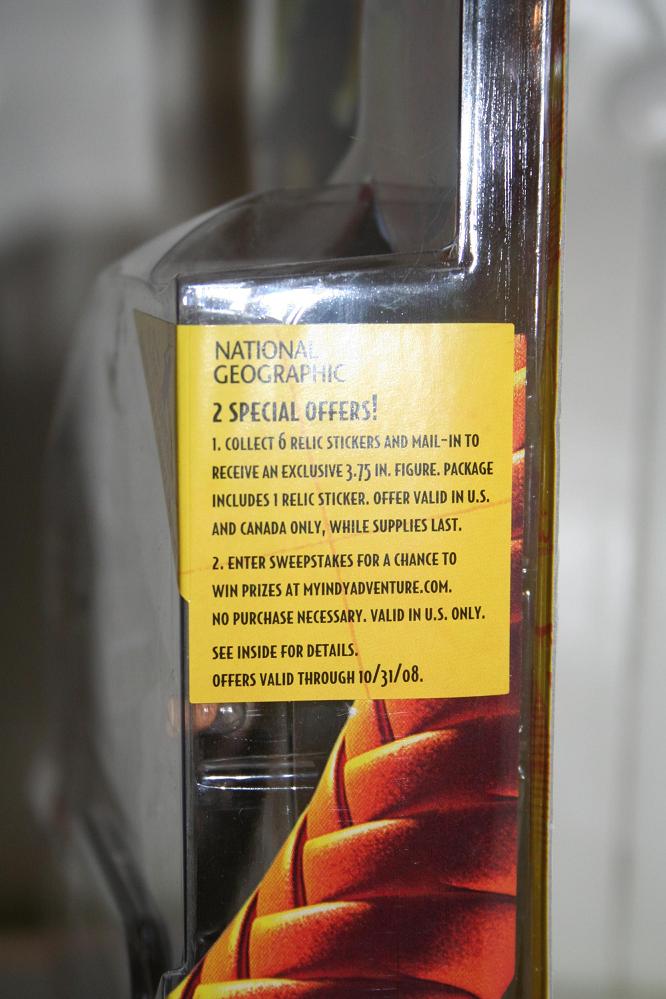 NATIONAL
GEOGRAPHIC
2 SPECIAL OFFERS!
1. COLLECT 6 RELIC STICKERS AND MAIL-IN TO
RECEIVE AN EXCLUSIVE 3.75 IN. FIGURE. PACKAGE
INCLUDES 1 RELIC STICKER. OFFER VALID IN U.S.
AND CANADA ONLY, WHILE SUPPLIES LAST.
2. ENTER SWEEPSTAKES FOR A CHANCE TO
WIN PRIZES AT MYINDYADVENTURE.COM.
NO PURCHASE NECESSARY. VALID IN U.S. ONLY.
SEE INSIDE FOR DETAILS.
OFFERS VALID THROUGH 10/31/08.